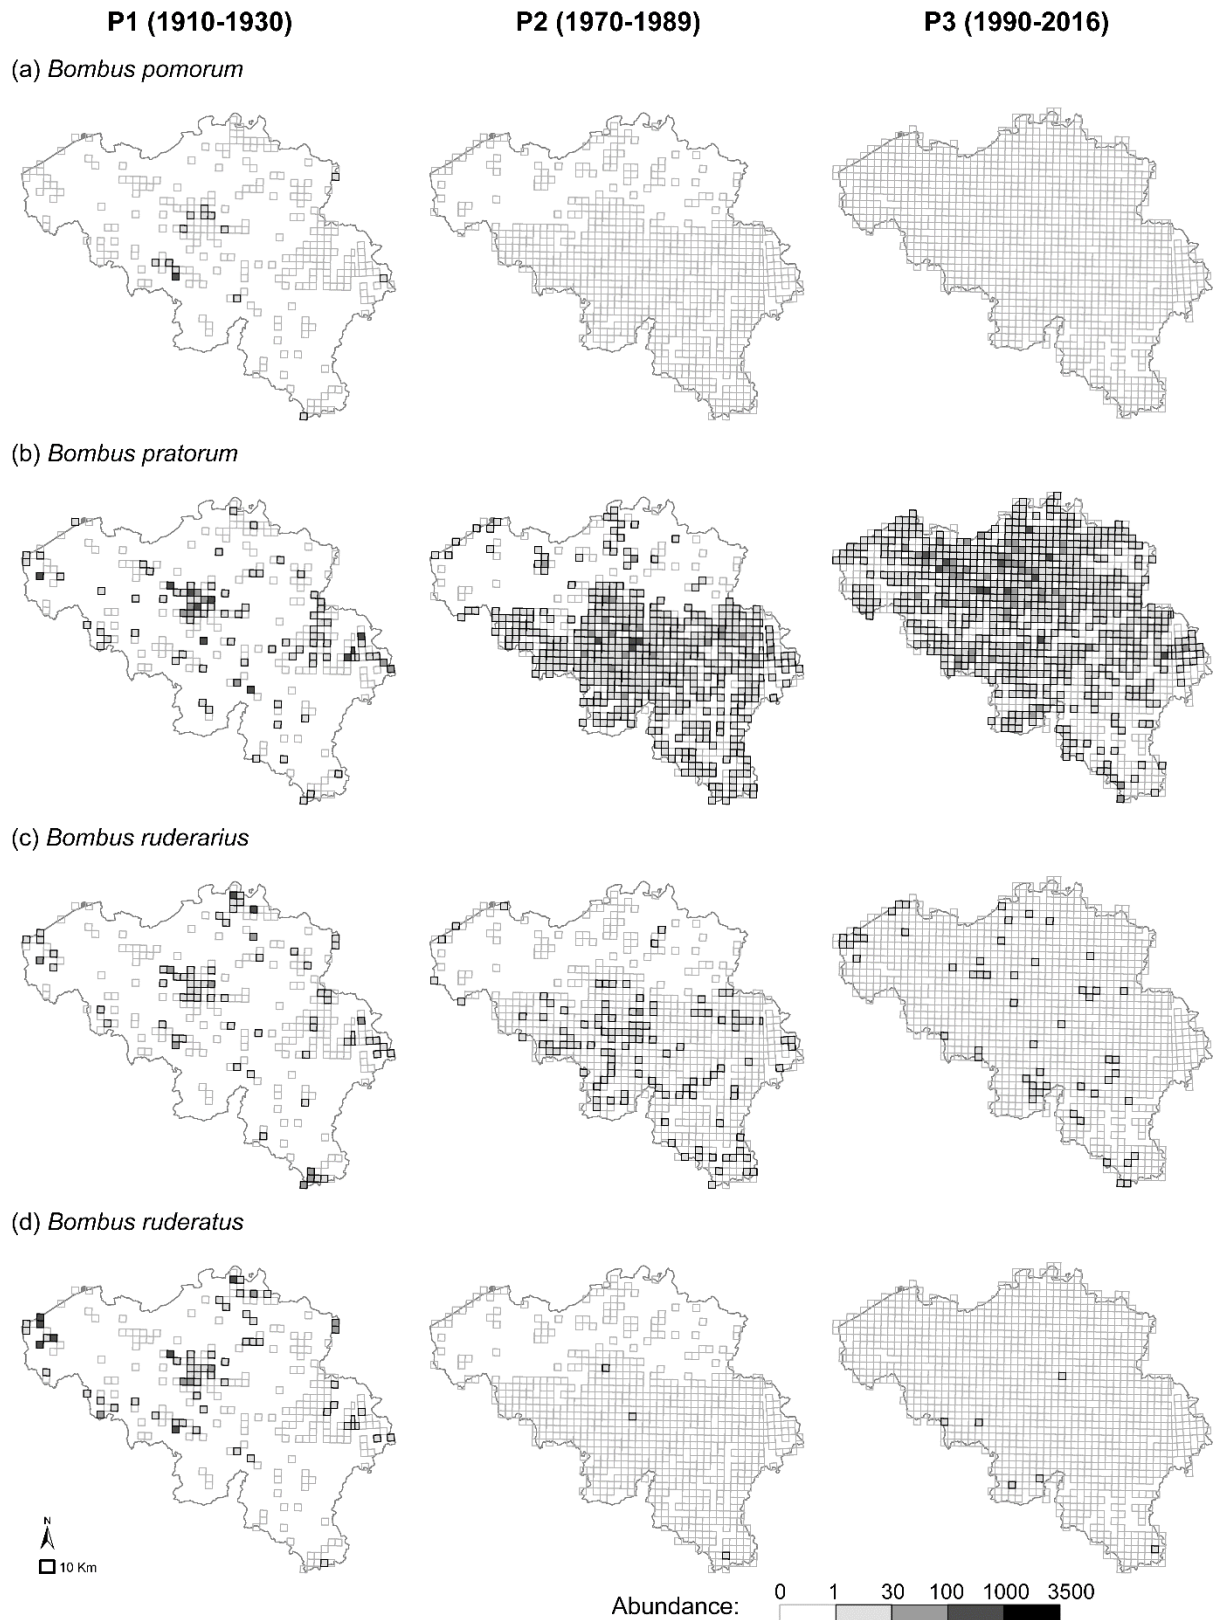 P1 (1910-1930) P2 (1970-1989) P3 (1990-2016)
(a) Bombus pomorum
(b) Bombus pratorum
(c) Bombus ruderarius
(d) Bombus ruderatus
N
10 Km
Abundance: 0 1 30 100 1000 3500